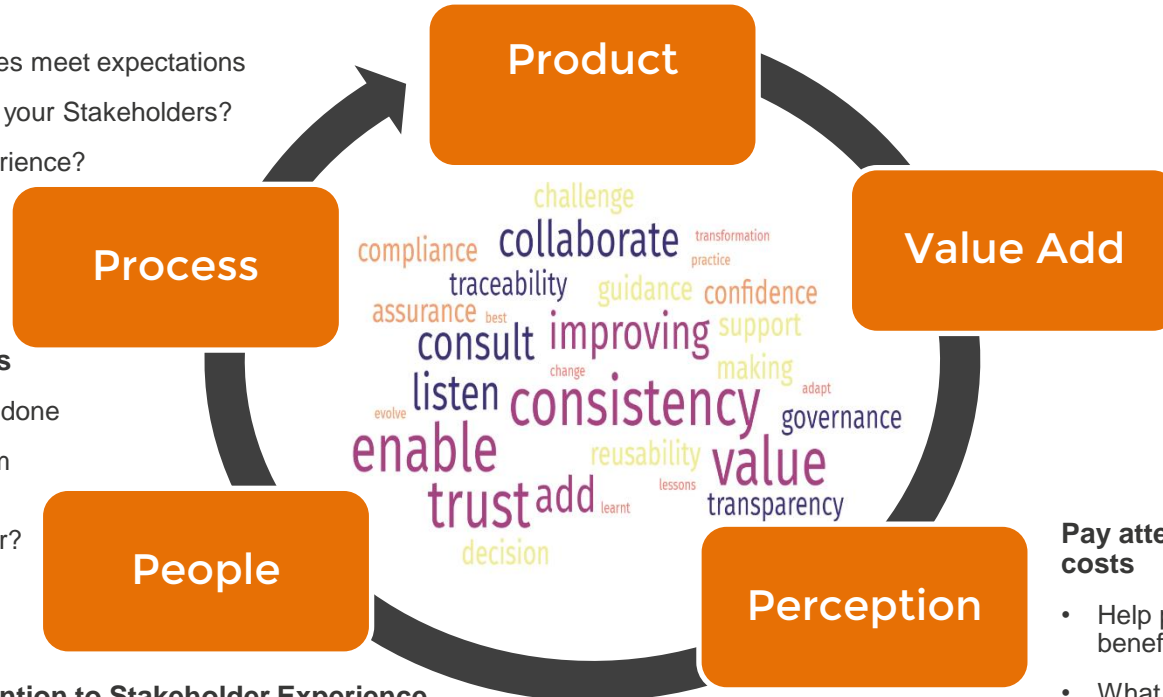 Product
es meet expectations
your Stakeholders?
rience?
Process
Value Add
challenge
collaborate
transformation
compliance
practice
traceability
guidance
confidence
assurance
best
consult
improving
support
making
change
listen
consistency
adapt
evolve
governance
enable
reusability
value
lessons
trust
add
learnt
transparency
decision
s
done
m
r?
People
Perception
Pay atte
costs
• Help p
benef
• What
ntion to Stakeholder Experience